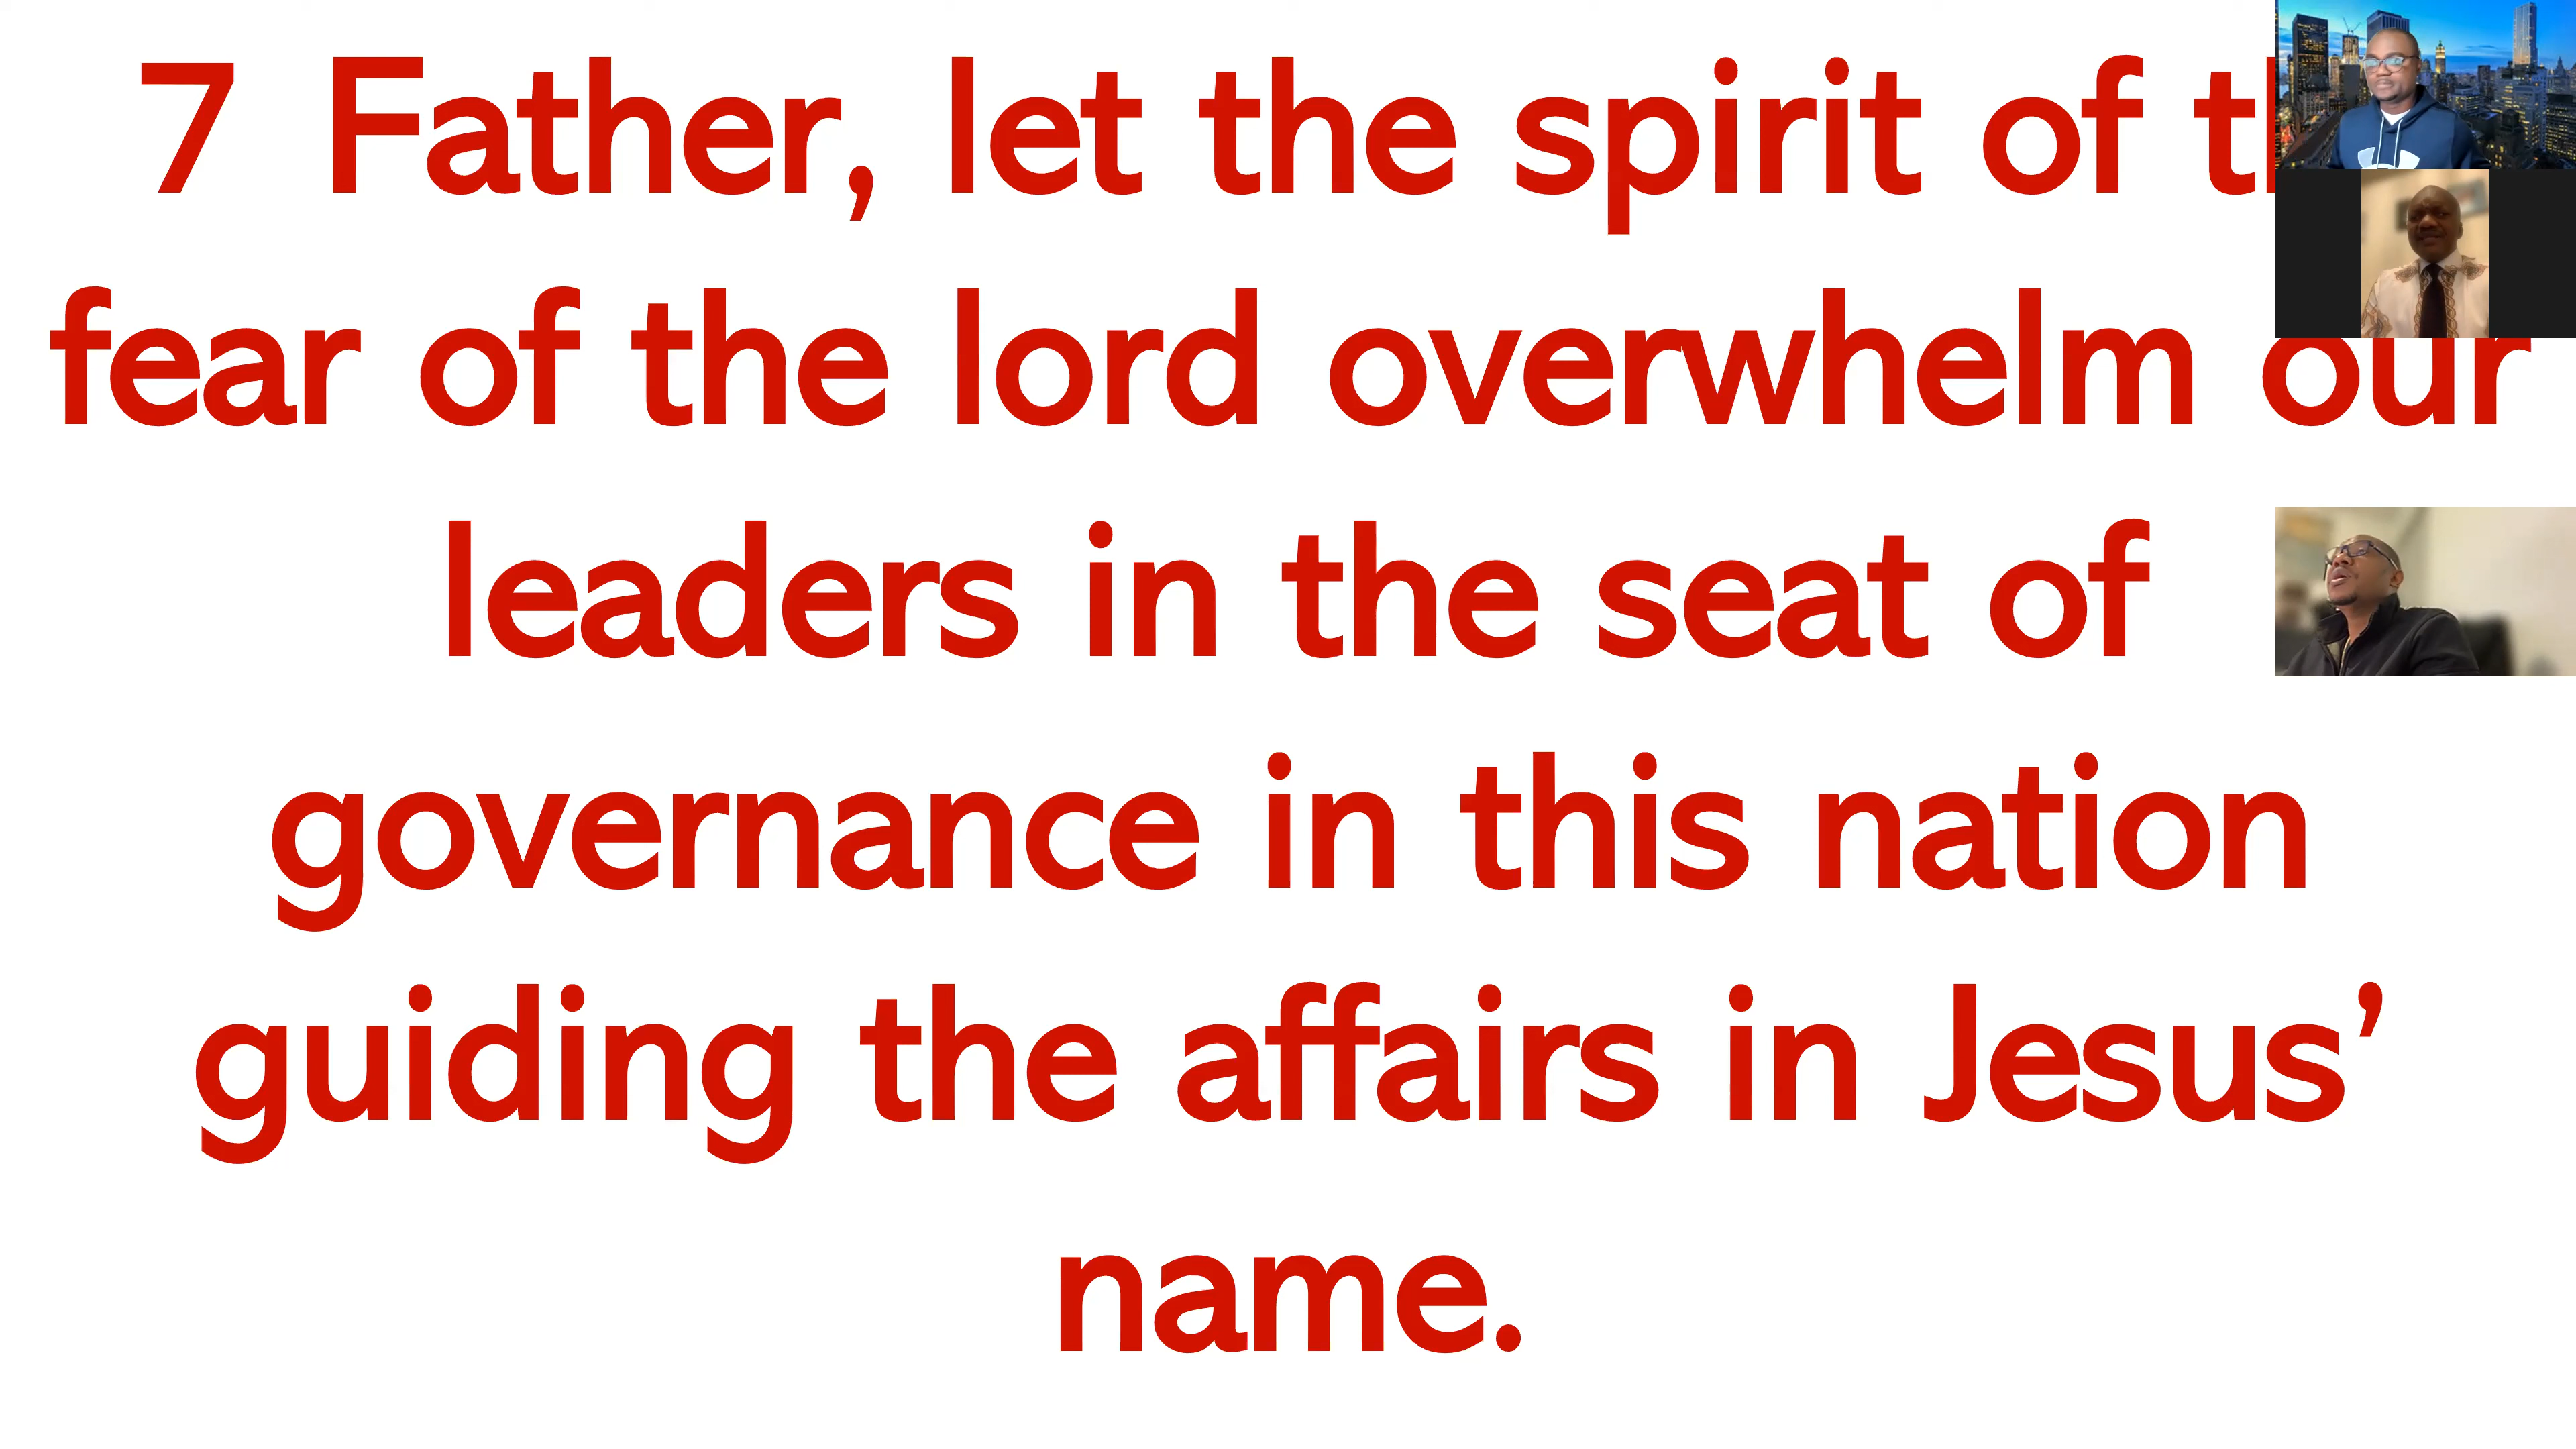 7 Father, let the spirit of
fear of the lord overwhelm our
leaders in the seat of
governance in this nation
guiding the affairs in Jesus’
name.